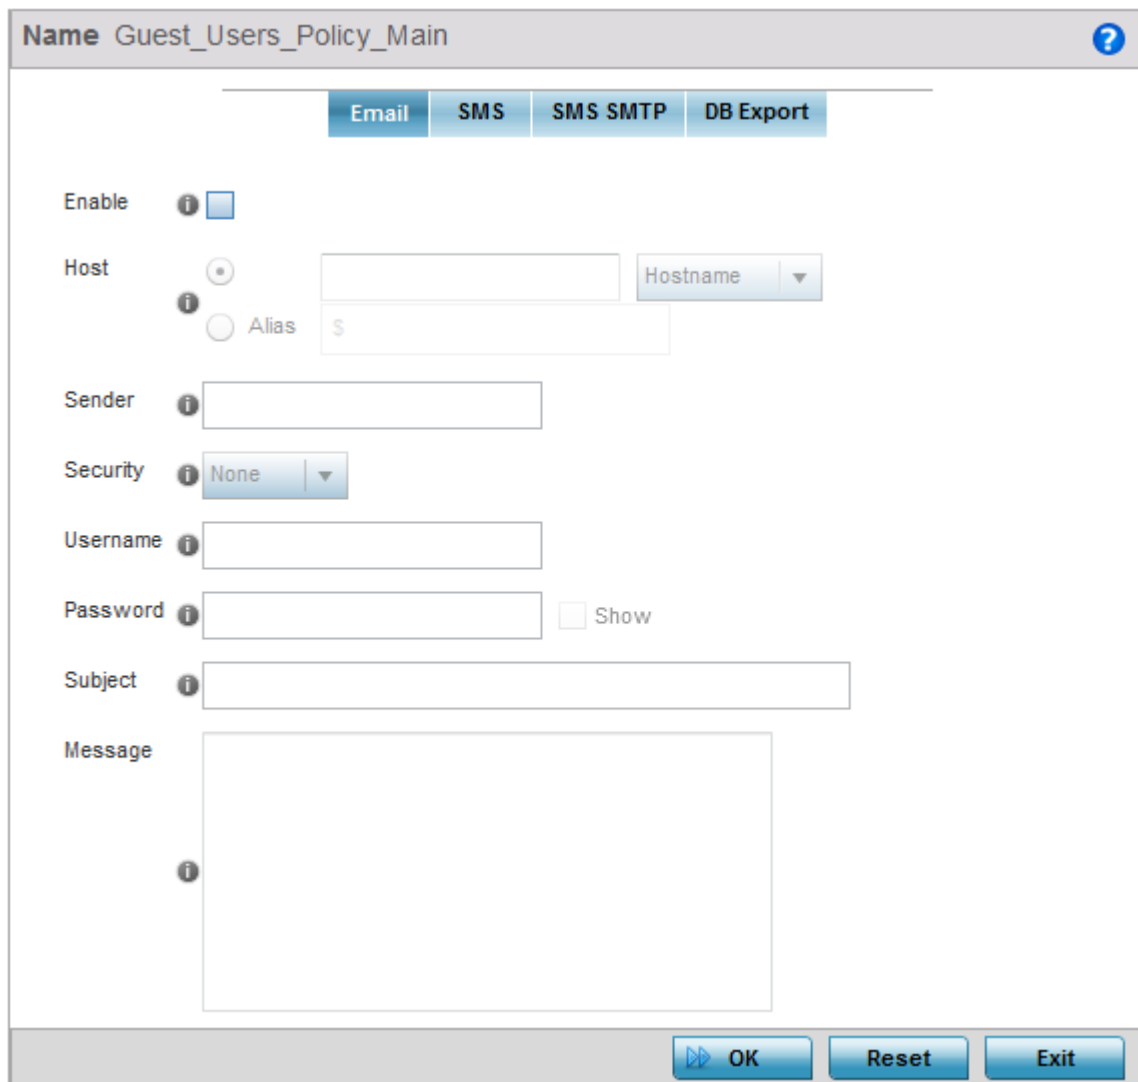 Name Guest_Users_Policy_Main ?
Email SMS SMS SMTP DB Export
Enable
Host Hostname
Alias $
Sender
Security None
Username
Password Show
Subject
Message
OK Reset Exit